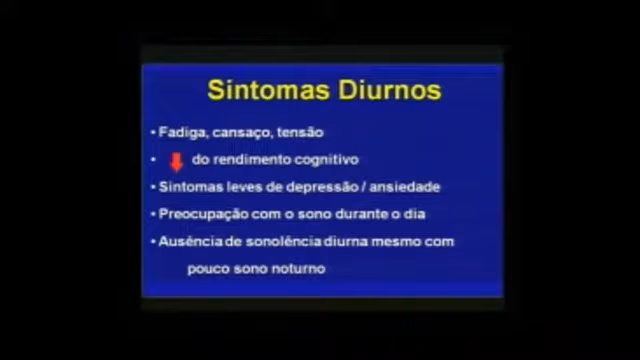 Sintomas Diurnos
• Fadiga, cansaço, tensão
• do rendimento cognitivo
• Sintomas leves de depressão / ansiedade
• Preocupação com o sono durante o dia
• Ausência de sonolência diurna mesmo com
pouco sono noturno